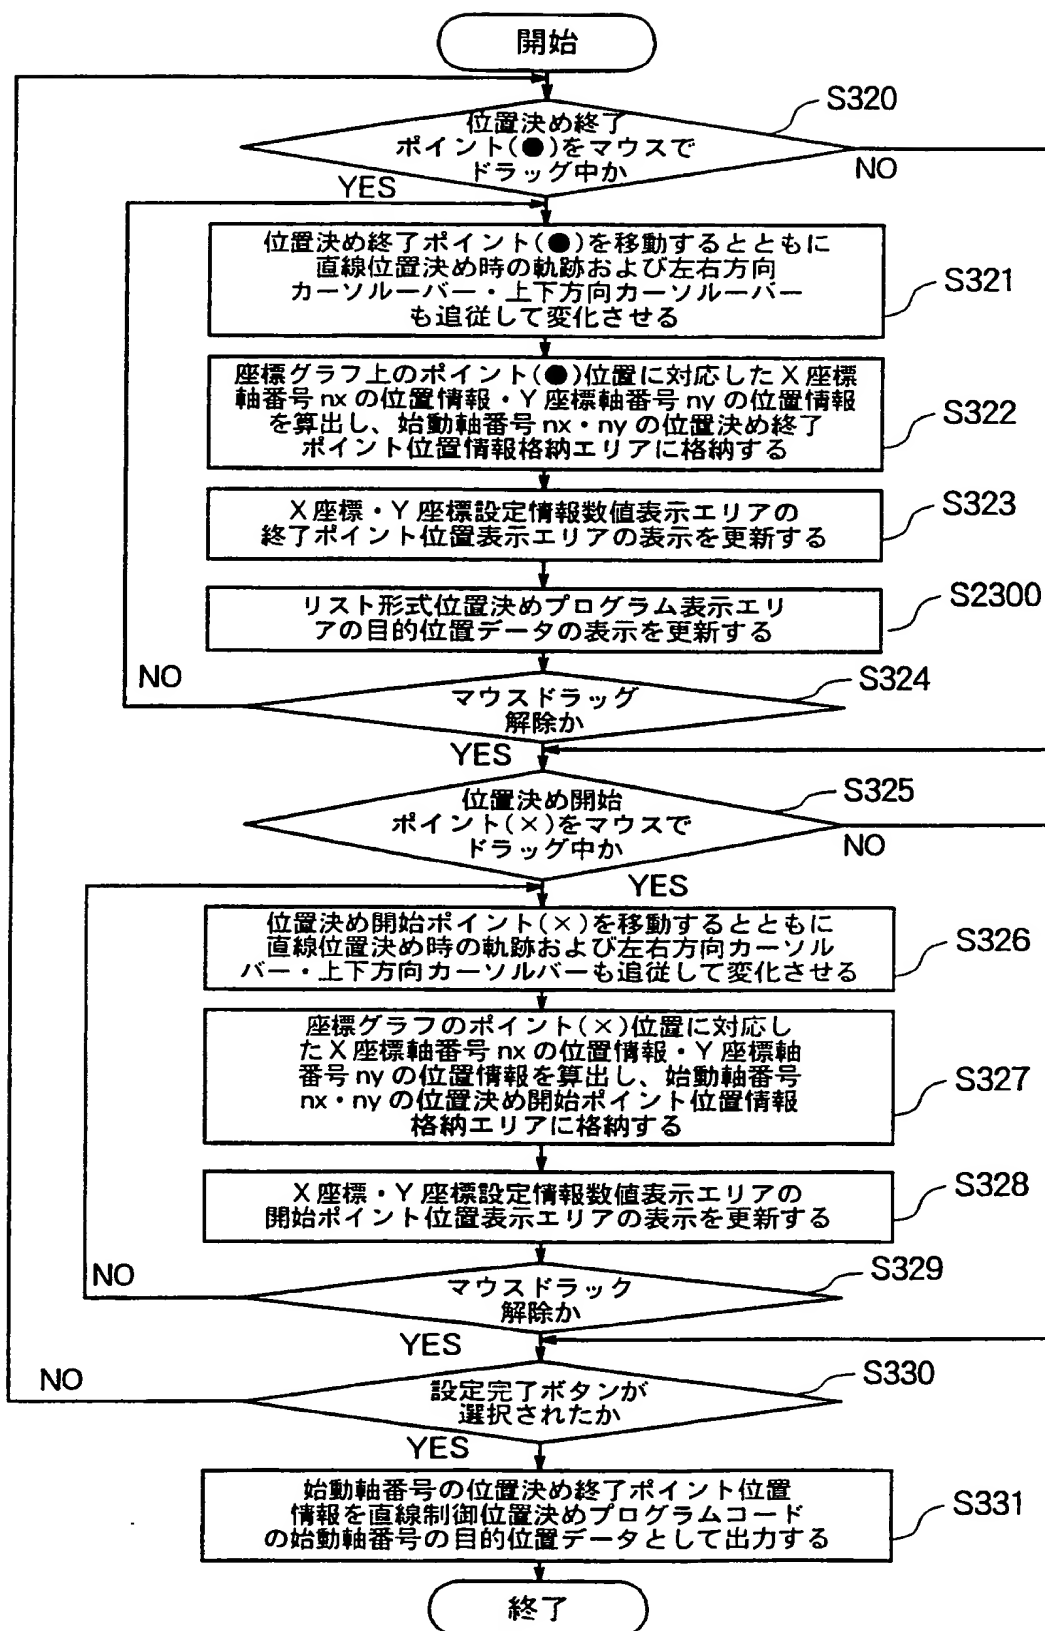 開始
S320
位置決め終了
ポイント(●)をマウスで
ドラッグ中か
NO
YES
位置決め終了ポイント(●)を移動するとともに
直線位置決め時の軌跡および左右方向
カーソルーバー・上下方向カーソルーバー
も追従して変化させる
S321
座標グラフ上のポイント(●)位置に対応したX座標
軸番号nxの位置情報・Y座標軸番号nyの位置情報
を算出し、始動軸番号nx・nyの位置決め終了
ポイント位置情報格納エリアに格納する
S322
X座標・Y座標設定情報数値表示エリアの
終了ポイント位置表示エリアの表示を更新する
S323
リスト形式位置決めプログラム表示エリ
アの目的位置データの表示を更新する
S2300
NO
マウスドラッグ
解除か
S324
YES
位置決め開始
ポイント(×)をマウスで
ドラッグ中か
S325
NO
YES
位置決め開始ポイント(×)を移動するとともに
直線位置決め時の軌跡および左右方向カーソル
バー・上下方向カーソルバーも追従して変化させる
S326
座標グラフのポイント(×)位置に対応し
たX座標軸番号nxの位置情報・Y座標軸
番号nyの位置情報を算出し、始動軸番号
nx・nyの位置決め開始ポイント位置情報
格納エリアに格納する
S327
X座標・Y座標設定情報数値表示エリアの
開始ポイント位置表示エリアの表示を更新する
S328
NO
マウスドラック
解除か
S329
YES
NO
設定完了ボタンが
選択されたか
S330
YES
始動軸番号の位置決め終了ポイント位置
情報を直線制御位置決めプログラムコード
の始動軸番号の目的位置データとして出力する
S331
終了